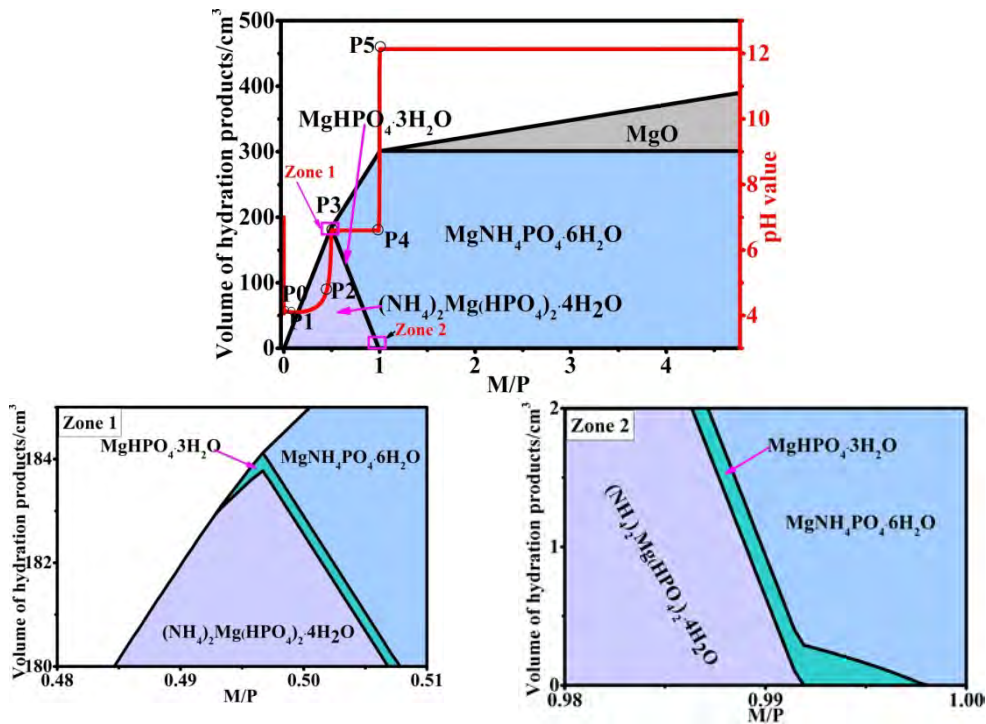 Volume of hydration products/cm³
500
400
300
200
100
0
P5
MgHPO₄·3H₂O
Zone 1
P3
P0
P1
P2
P4
MgO
MgNH₄PO₄·6H₂O
(NH₄)₂Mg(HPO₄)₂·4H₂O
Zone 2
12
10
8
6
4
pH value
0 1 2 3 4
M/P
Volume of hydration products/cm³
184
182
180
Zone 1
MgHPO₄·3H₂O
MgNH₄PO₄·6H₂O
(NH₄)₂Mg(HPO₄)₂·4H₂O
0.48 0.49 0.50 0.51
M/P
Volume of hydration products/cm³
2
1
0
Zone 2
MgHPO₄·3H₂O
MgNH₄PO₄·6H₂O
(NH₄)₂Mg(HPO₄)₂·4H₂O
0.98 0.99 1.00
M/P